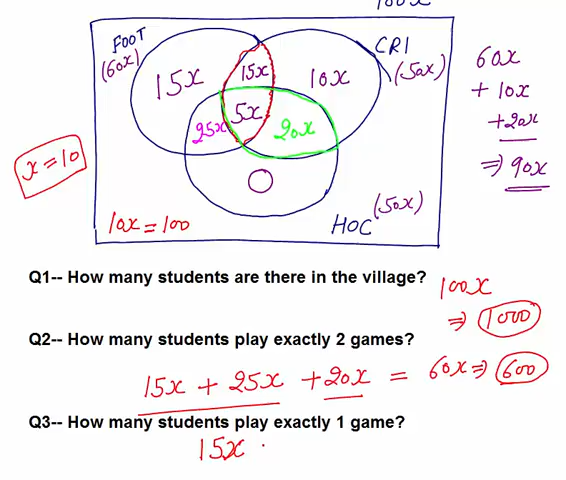 100x
FOOT
(60x)
CRI
(50x)
15x
15x
10x
5x
25x
20x
60x
+ 10x
+20x
⇒ 90x
x = 10
10x = 100
HOC (50x)
Q1-- How many students are there in the village?
100x
⇒ 1000
Q2-- How many students play exactly 2 games?
15x + 25x + 20x = 60x ⇒ 600
Q3-- How many students play exactly 1 game?
15x